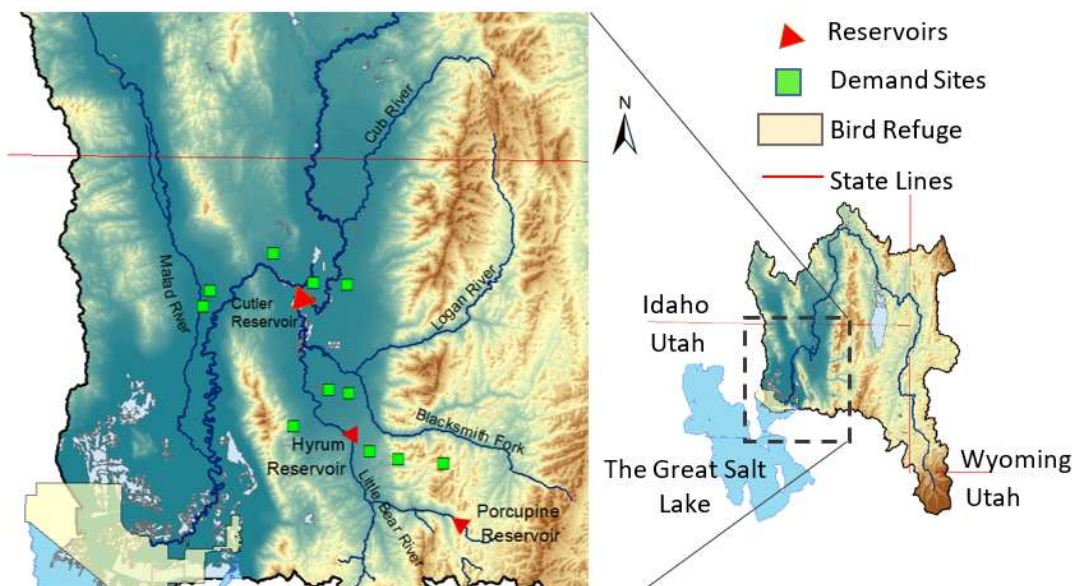 Cub River
Malad River
Logan River
Cutler
Reservoir
Blacksmith Fork
Hyrum
Reservoir
Little Bear River
Porcupine
Reservoir
N
Reservoirs
Demand Sites
Bird Refuge
State Lines
Idaho
Utah
The Great Salt
Lake
Wyoming
Utah